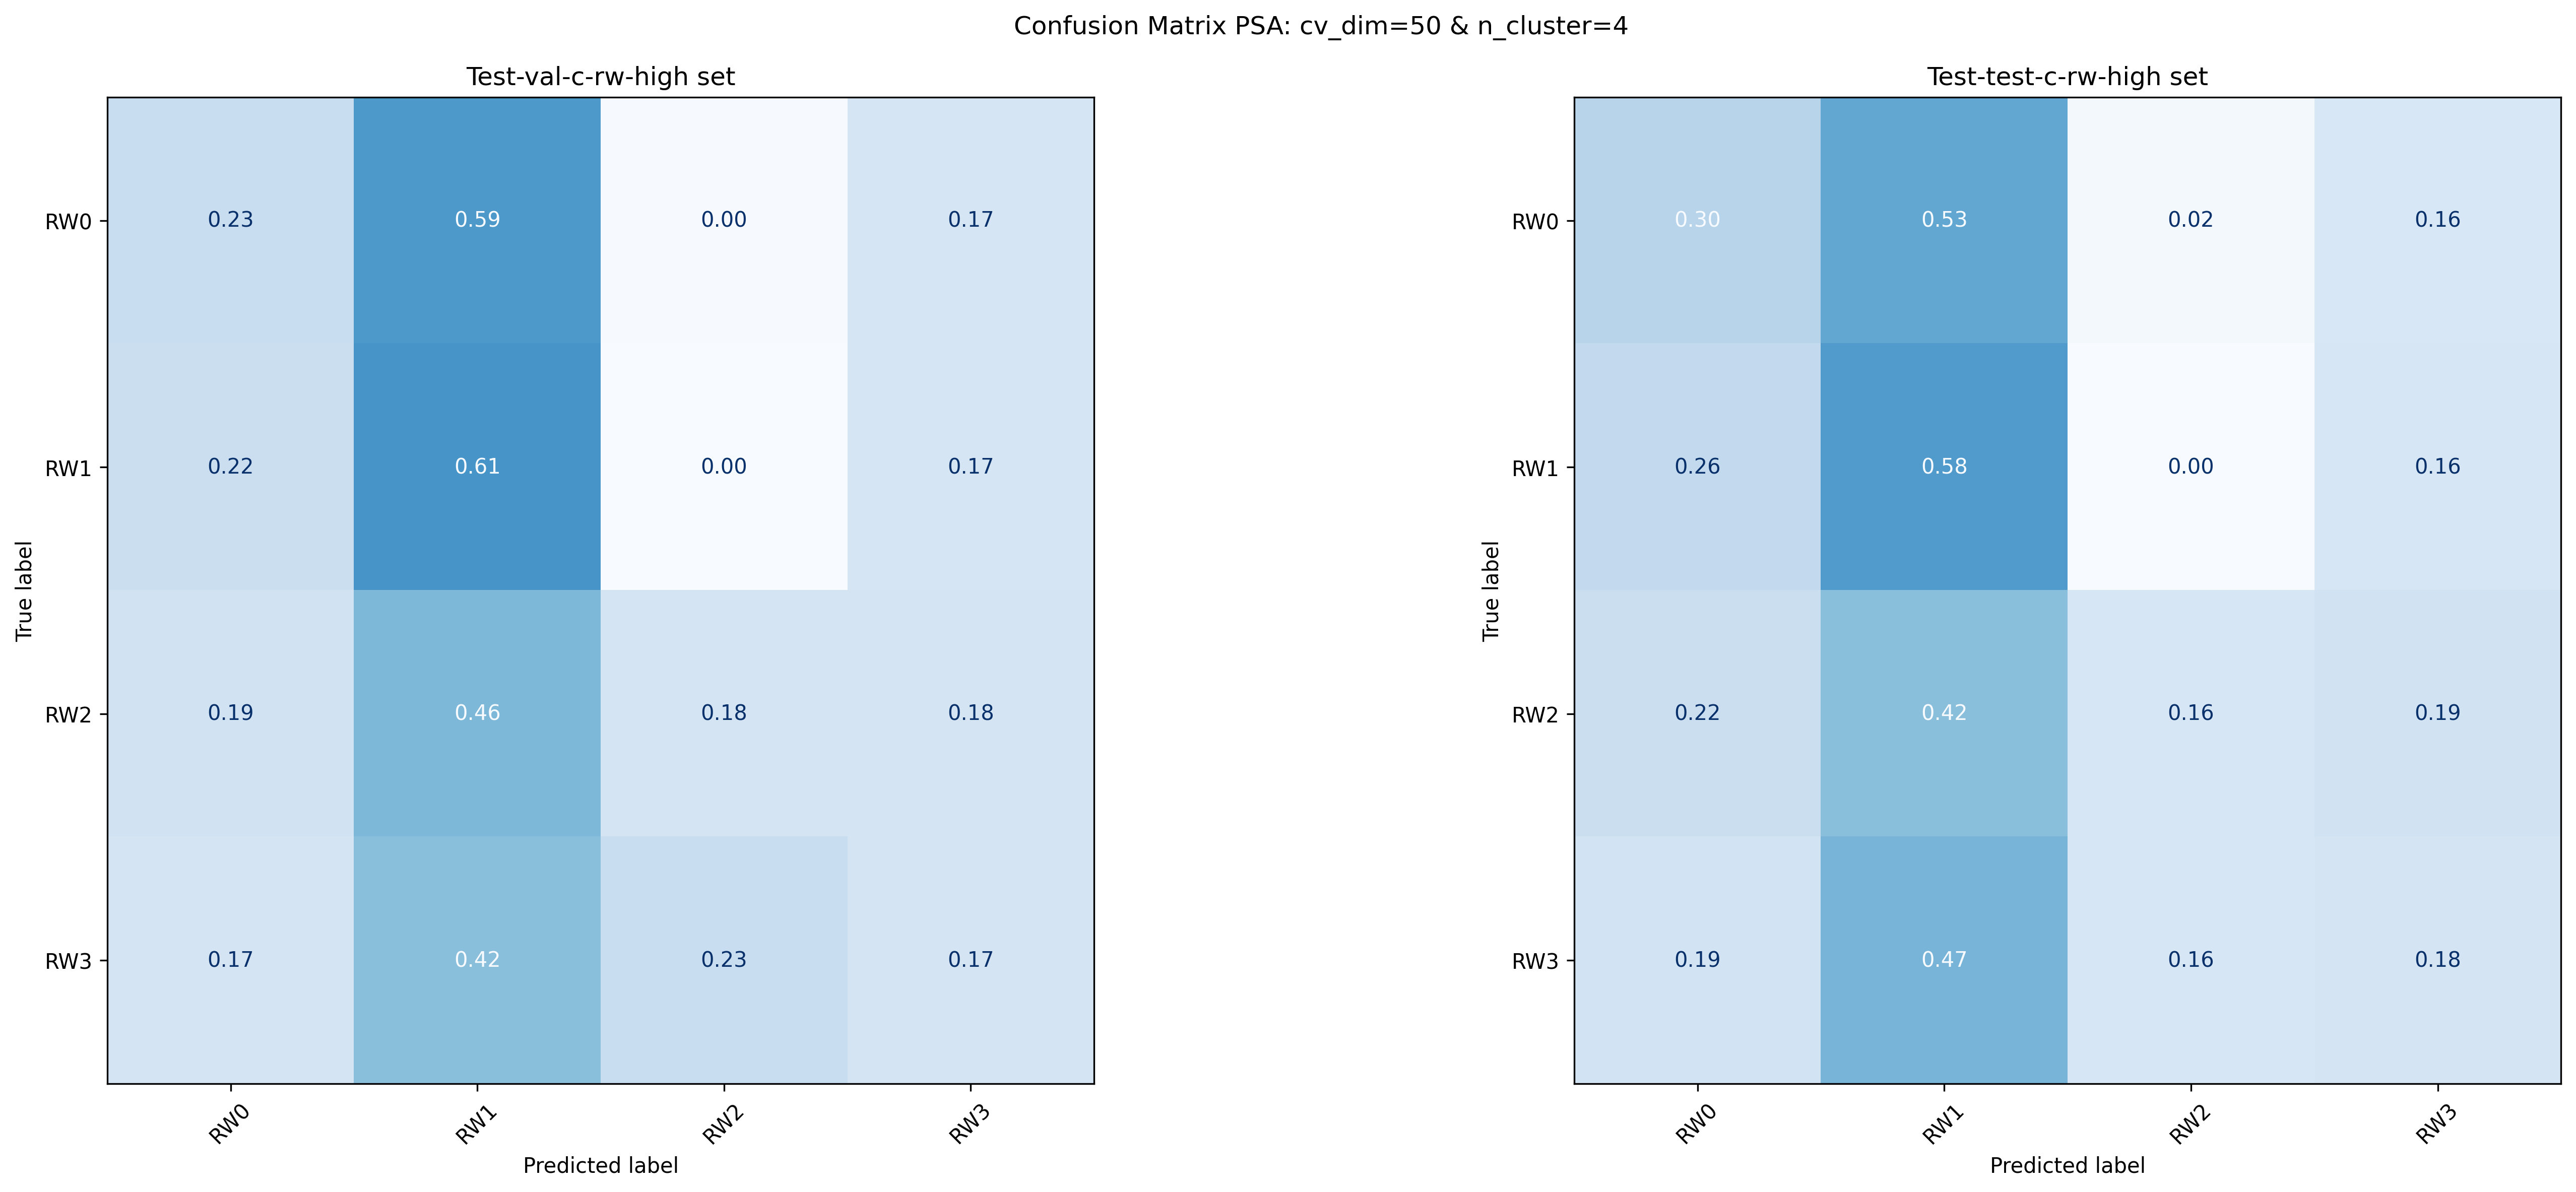 Confusion Matrix PSA: cv_dim=50 & n_cluster=4
Test-val-c-rw-high set
True label
RW0 0.23 0.59 0.00 0.17
RW1 0.22 0.61 0.00 0.17
RW2 0.19 0.46 0.18 0.18
RW3 0.17 0.42 0.23 0.17
RW0 RW1 RW2 RW3
Predicted label
Test-test-c-rw-high set
True label
RW0 0.30 0.53 0.02 0.16
RW1 0.26 0.58 0.00 0.16
RW2 0.22 0.42 0.16 0.19
RW3 0.19 0.47 0.16 0.18
RW0 RW1 RW2 RW3
Predicted label